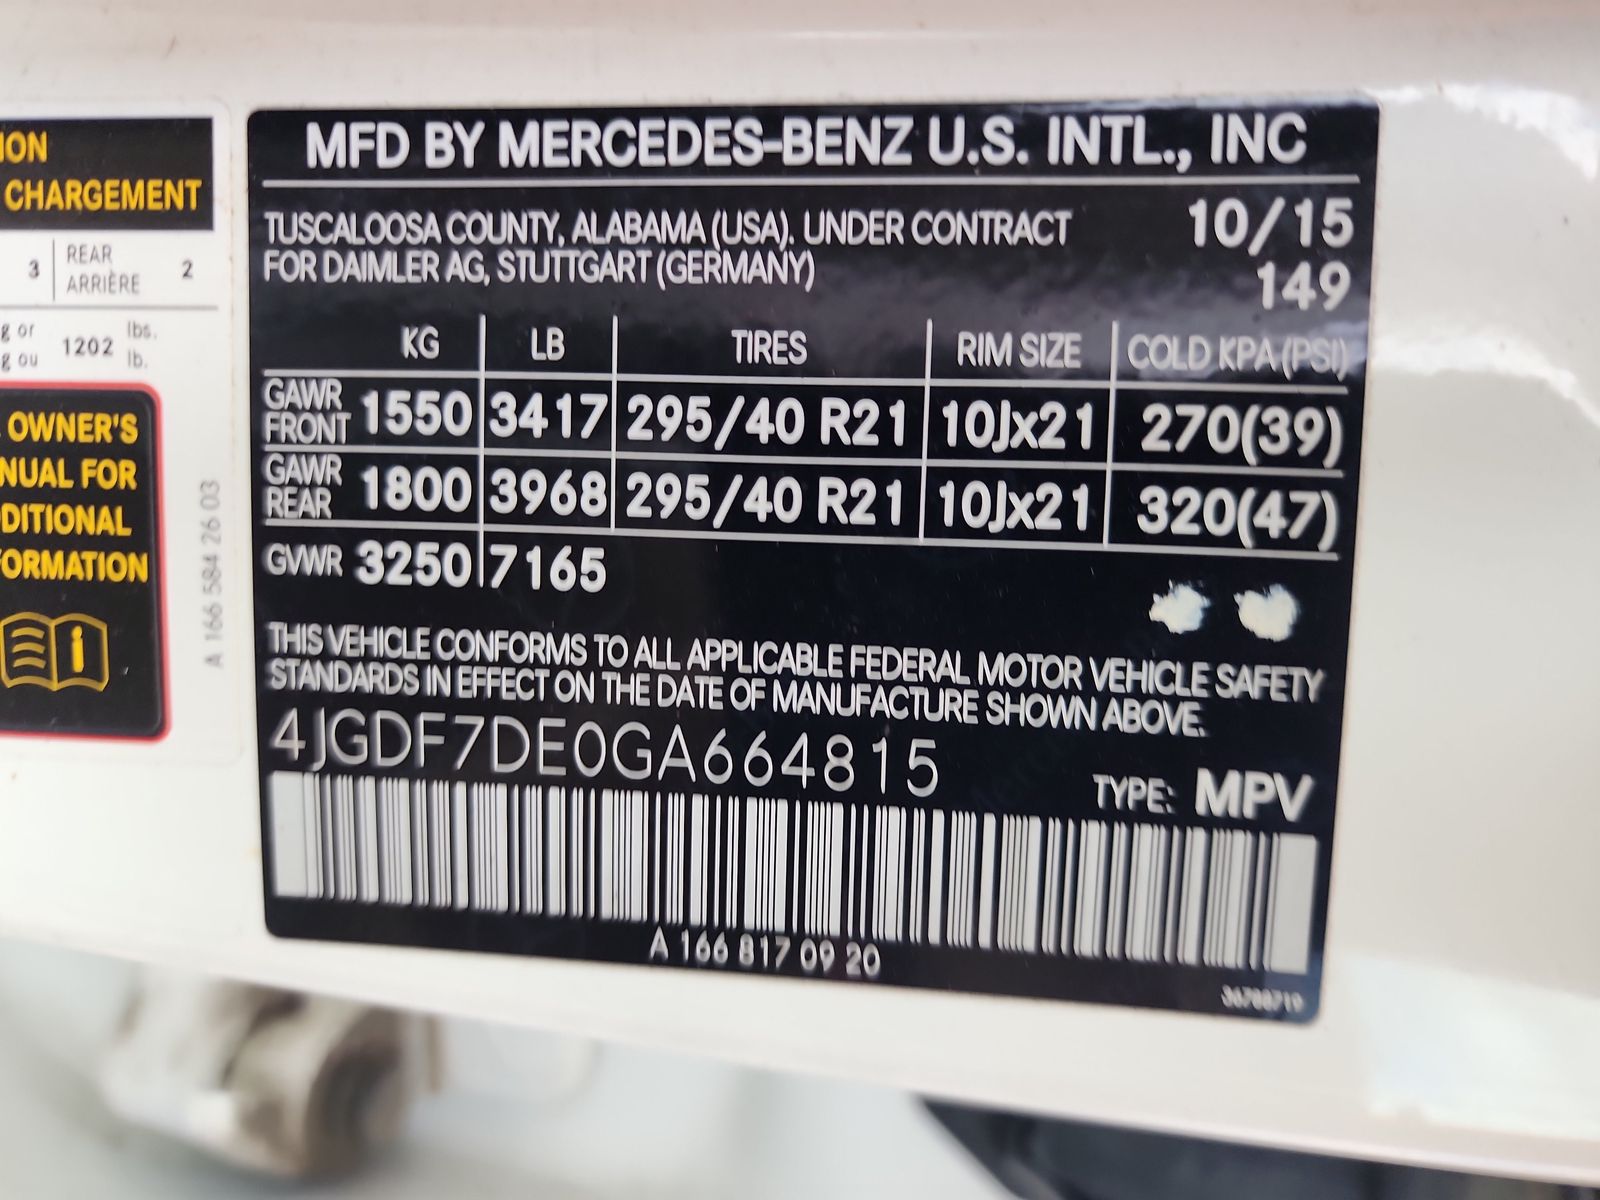 ION
CHARGEMENT
3 REAR ARRIÈRE 2
g or
g ou 1202 lbs. lb.
OWNER'S
NUAL FOR
DITIONAL
FORMATION
A 166 584 26 03
MFD BY MERCEDES-BENZ U.S. INTL., INC
TUSCALOOSA COUNTY, ALABAMA (USA). UNDER CONTRACT 10/15
FOR DAIMLER AG, STUTTGART (GERMANY) 149
KG LB TIRES RIM SIZE COLD KPA(PSI)
GAWR FRONT 1550 3417 295/40 R21 10Jx21 270(39)
GAWR REAR 1800 3968 295/40 R21 10Jx21 320(47)
GVWR 3250 7165
THIS VEHICLE CONFORMS TO ALL APPLICABLE FEDERAL MOTOR VEHICLE SAFETY
STANDARDS IN EFFECT ON THE DATE OF MANUFACTURE SHOWN ABOVE.
4JGDF7DE0GA664815
TYPE: MPV
A 166 817 09 20